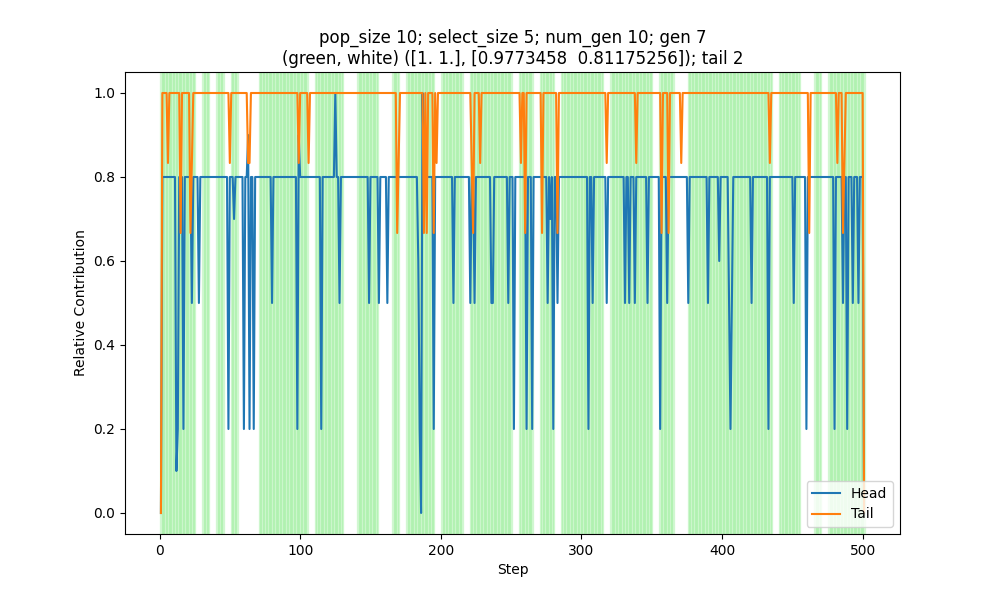 pop_size 10; select_size 5; num_gen 10; gen 7
(green, white) ([1. 1.], [0.9773458  0.81175256]); tail 2
1.0
0.8
0.6
0.4
0.2
0.0
Relative Contribution
0
100
200
300
400
500
Step
Head
Tail